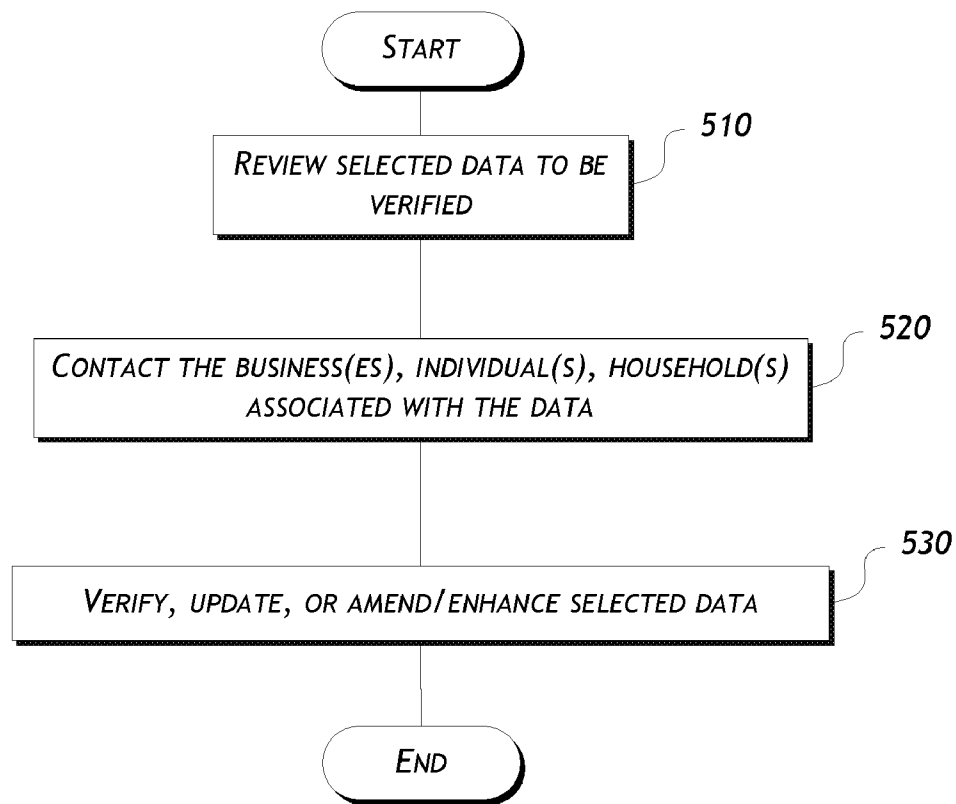 START
510
REVIEW SELECTED DATA TO BE
VERIFIED
520
CONTACT THE BUSINESS(ES), INDIVIDUAL(S), HOUSEHOLD(S)
ASSOCIATED WITH THE DATA
530
VERIFY, UPDATE, OR AMEND/ENHANCE SELECTED DATA
END